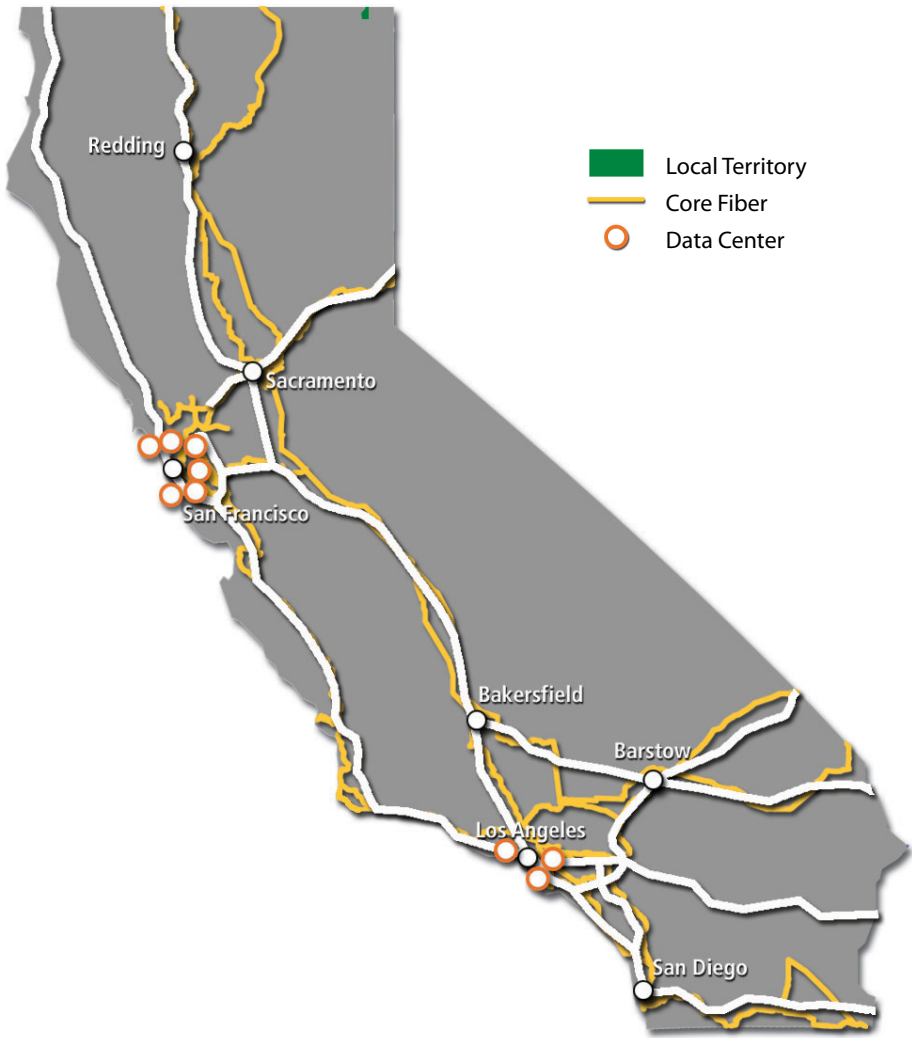 Redding
Local Territory
Core Fiber
Data Center
Sacramento
San Francisco
Bakersfield
Barstow
Los Angeles
San Diego